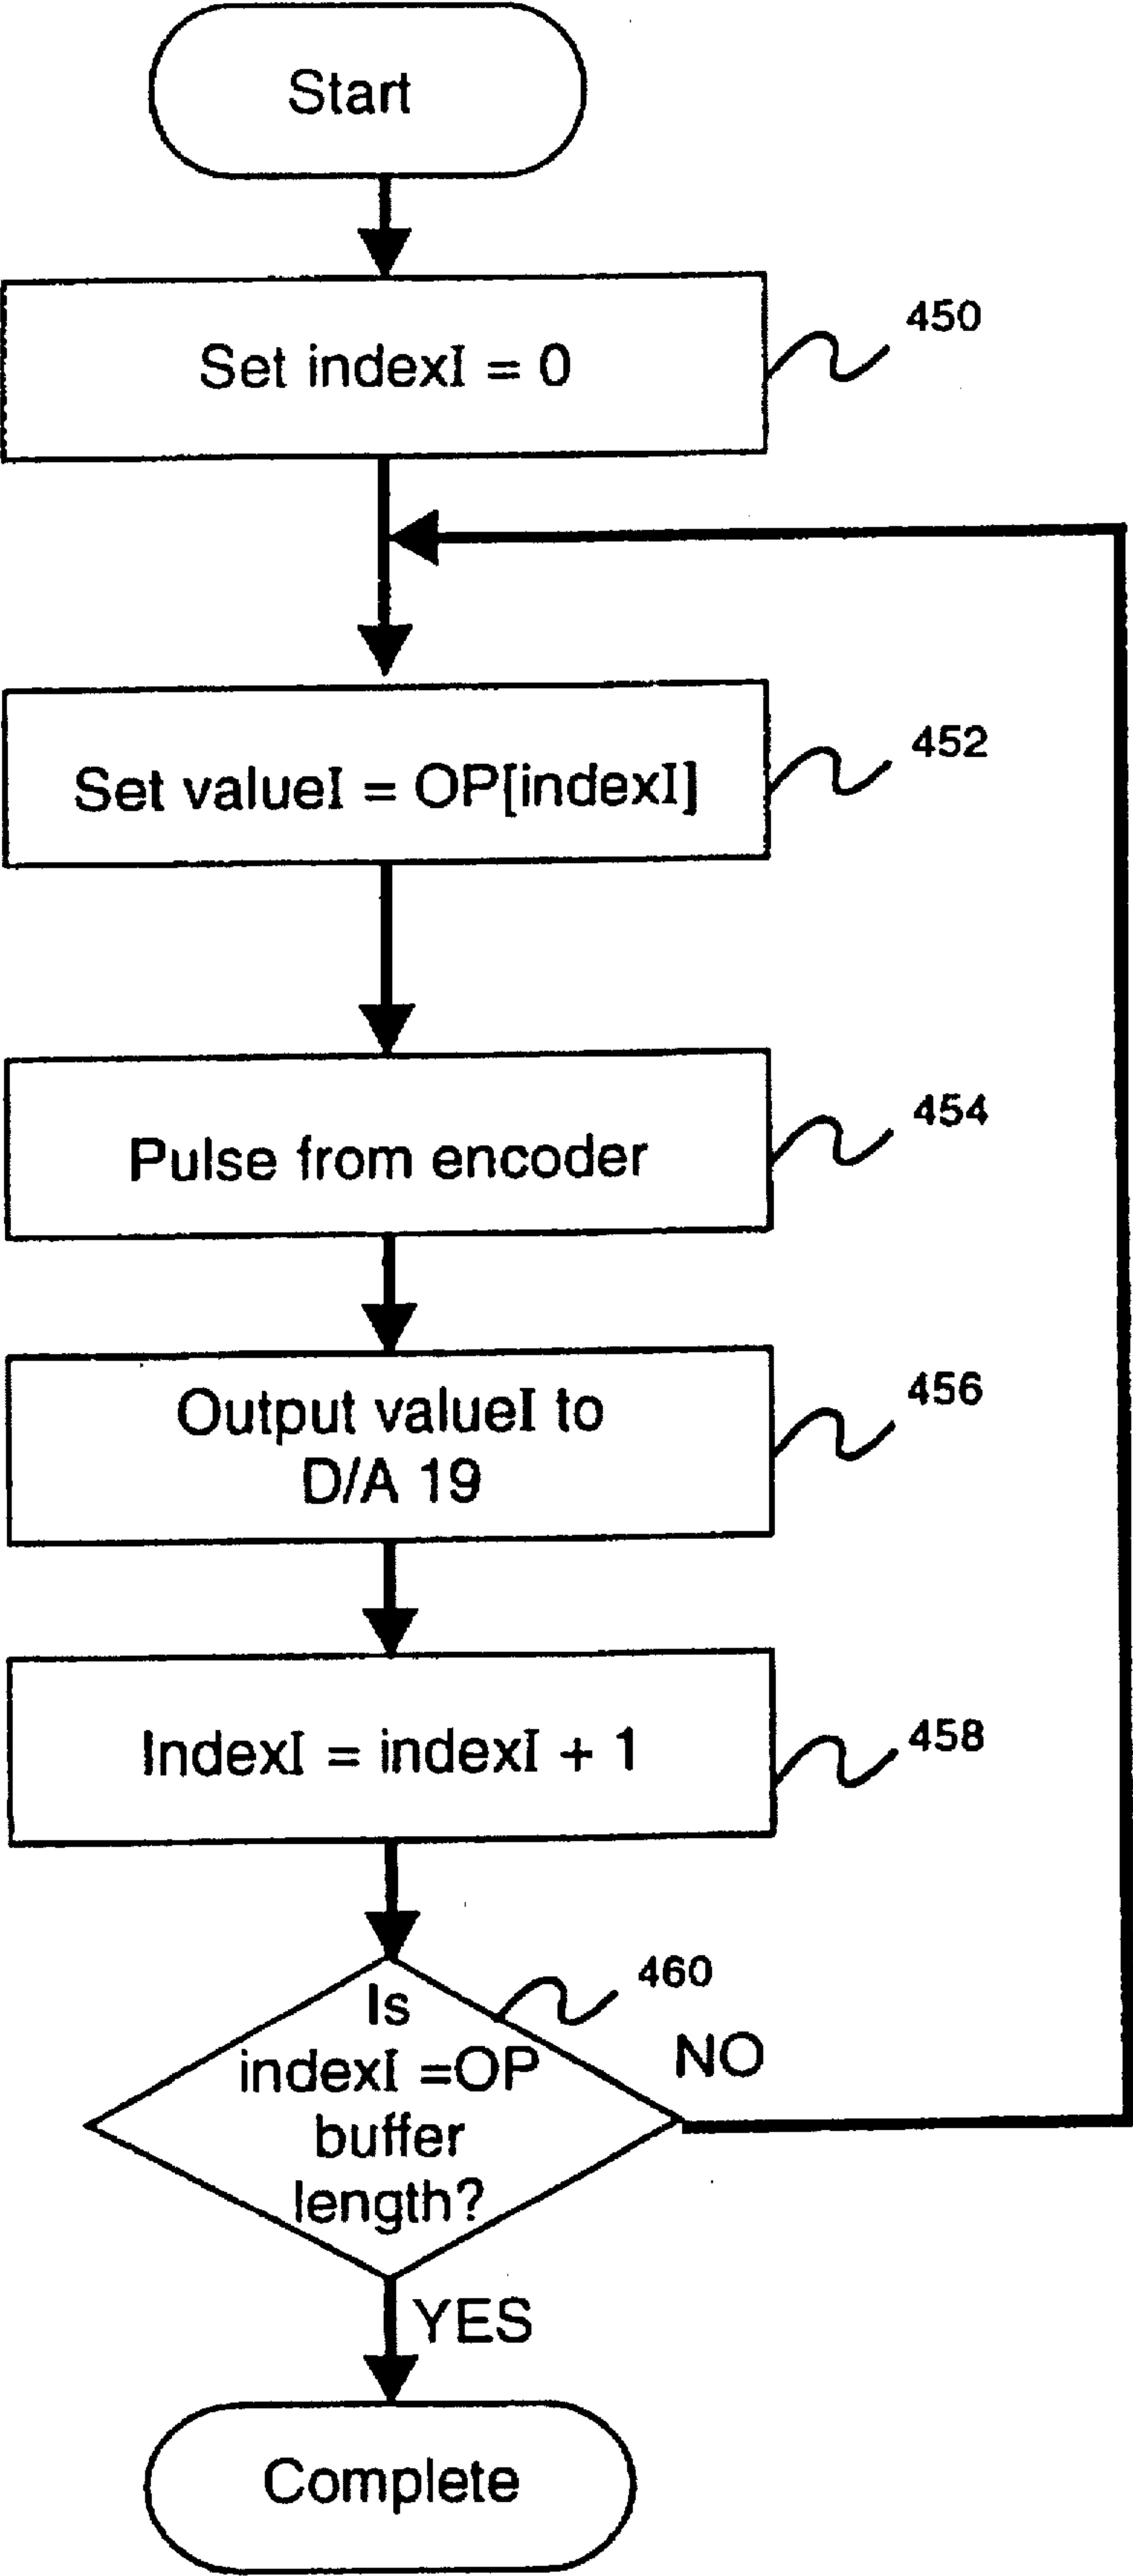 Start
Set indexI = 0
450
Set valueI = OP[indexI]
452
Pulse from encoder
454
Output valueI to
D/A 19
456
IndexI = indexI + 1
458
Is
indexI =OP
buffer
length?
460
NO
YES
Complete